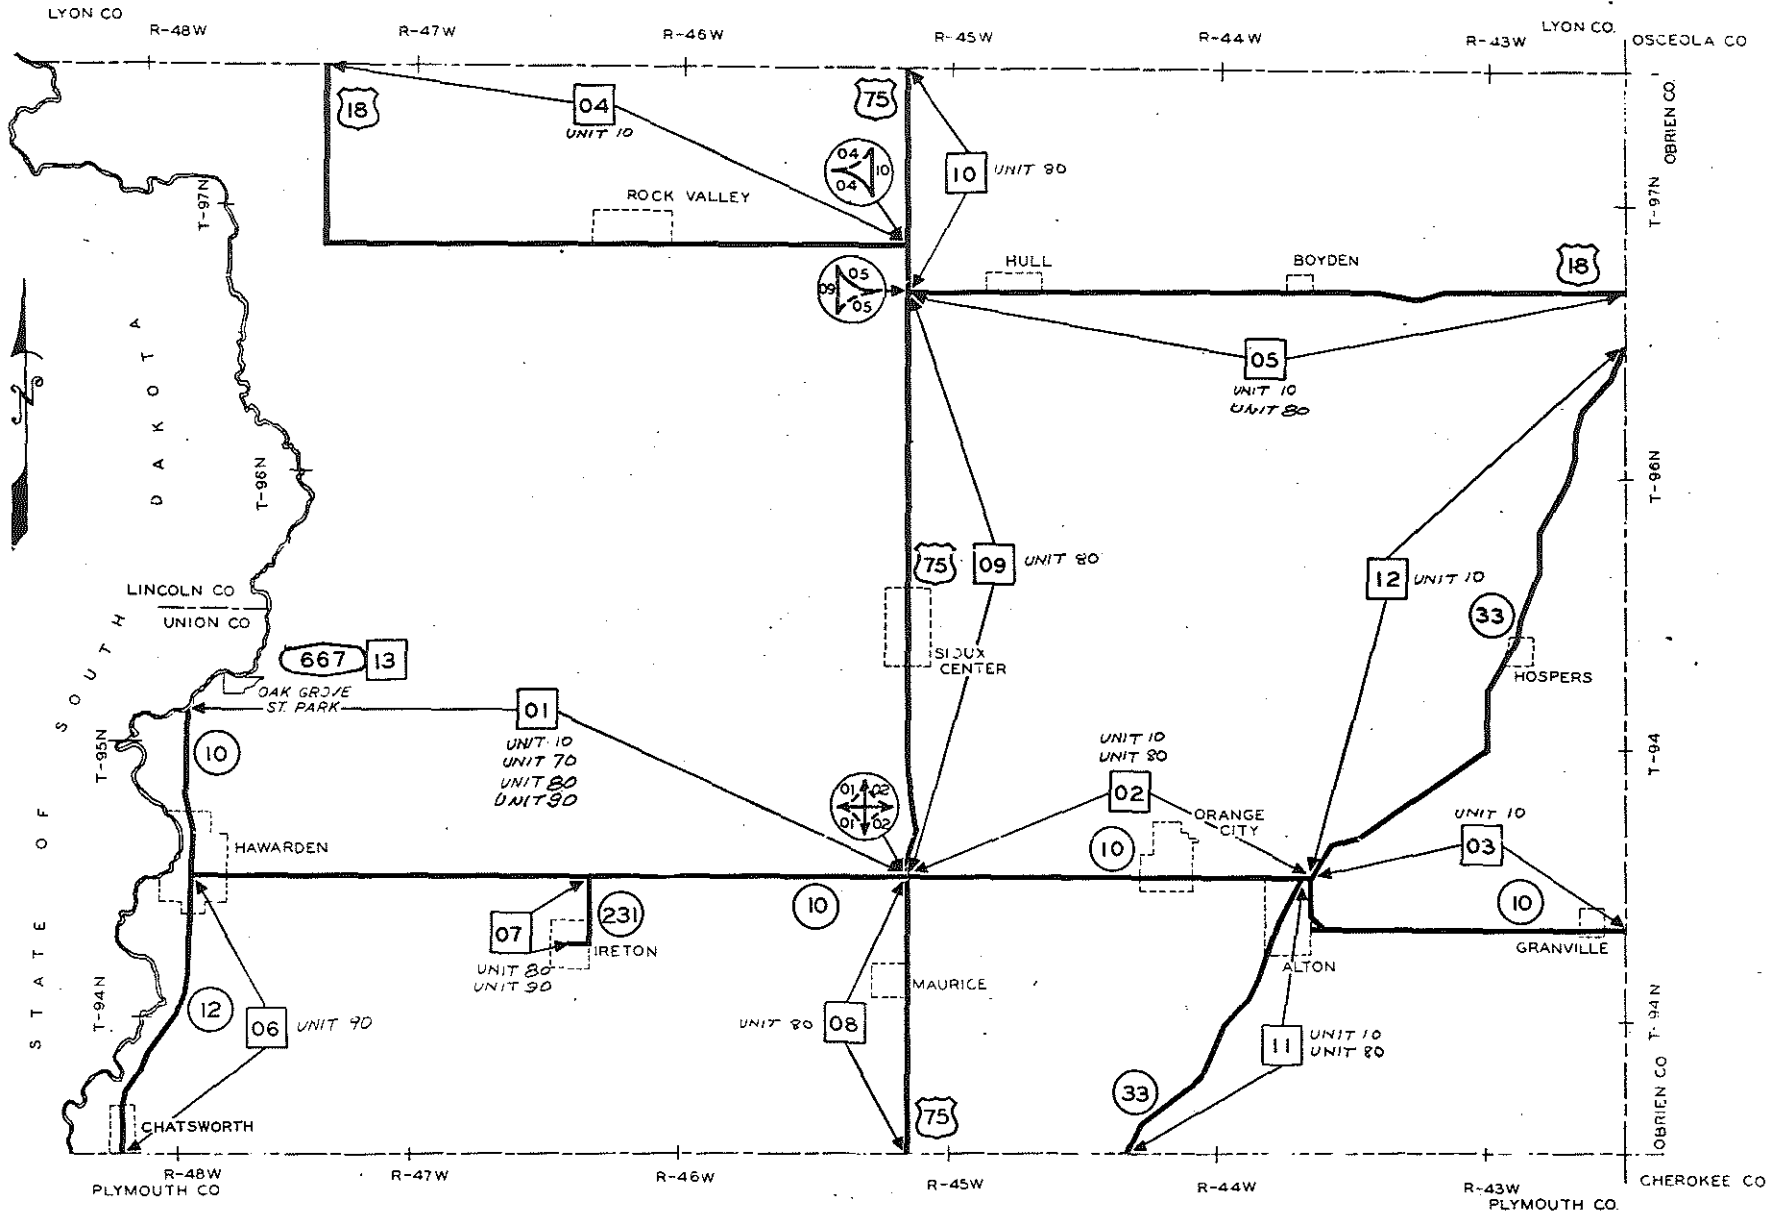 LYON CO
R-48W
R-47W
R-46W
R-45W
R-44W
R-43W
LYON CO.
OSCEOLA CO
18
04
UNIT 10
75
04
04
10
10
UNIT 80
OBRIEN CO.
T-97N
T-97N
ROCK VALLEY
09
05
05
HULL
BOYDEN
18
05
UNIT 10
UNIT 80
N
STATE OF SOUTH DAKOTA
T-96N
T-96N
75
09
UNIT 80
12
UNIT 10
33
HOSPERS
LINCOLN CO
UNION CO
667
13
OAK GROVE
ST. PARK
SIOUX
CENTER
01
UNIT 10
UNIT 70
UNIT 80
UNIT 90
10
T-95N
T-94
UNIT 10
UNIT 80
02
01
02
01
02
ORANGE
CITY
10
UNIT 10
03
HAWARDEN
10
231
07
IRETON
UNIT 80
UNIT 90
10
GRANVILLE
ALTON
MAURICE
12
06
UNIT 90
UNIT 80
08
11
UNIT 10
UNIT 80
T-94N
T-94N
33
75
CHATSWORTH
OBRIEN CO
R-48W
R-47W
R-46W
R-45W
R-44W
R-43W
PLYMOUTH CO
PLYMOUTH CO.
CHEROKEE CO